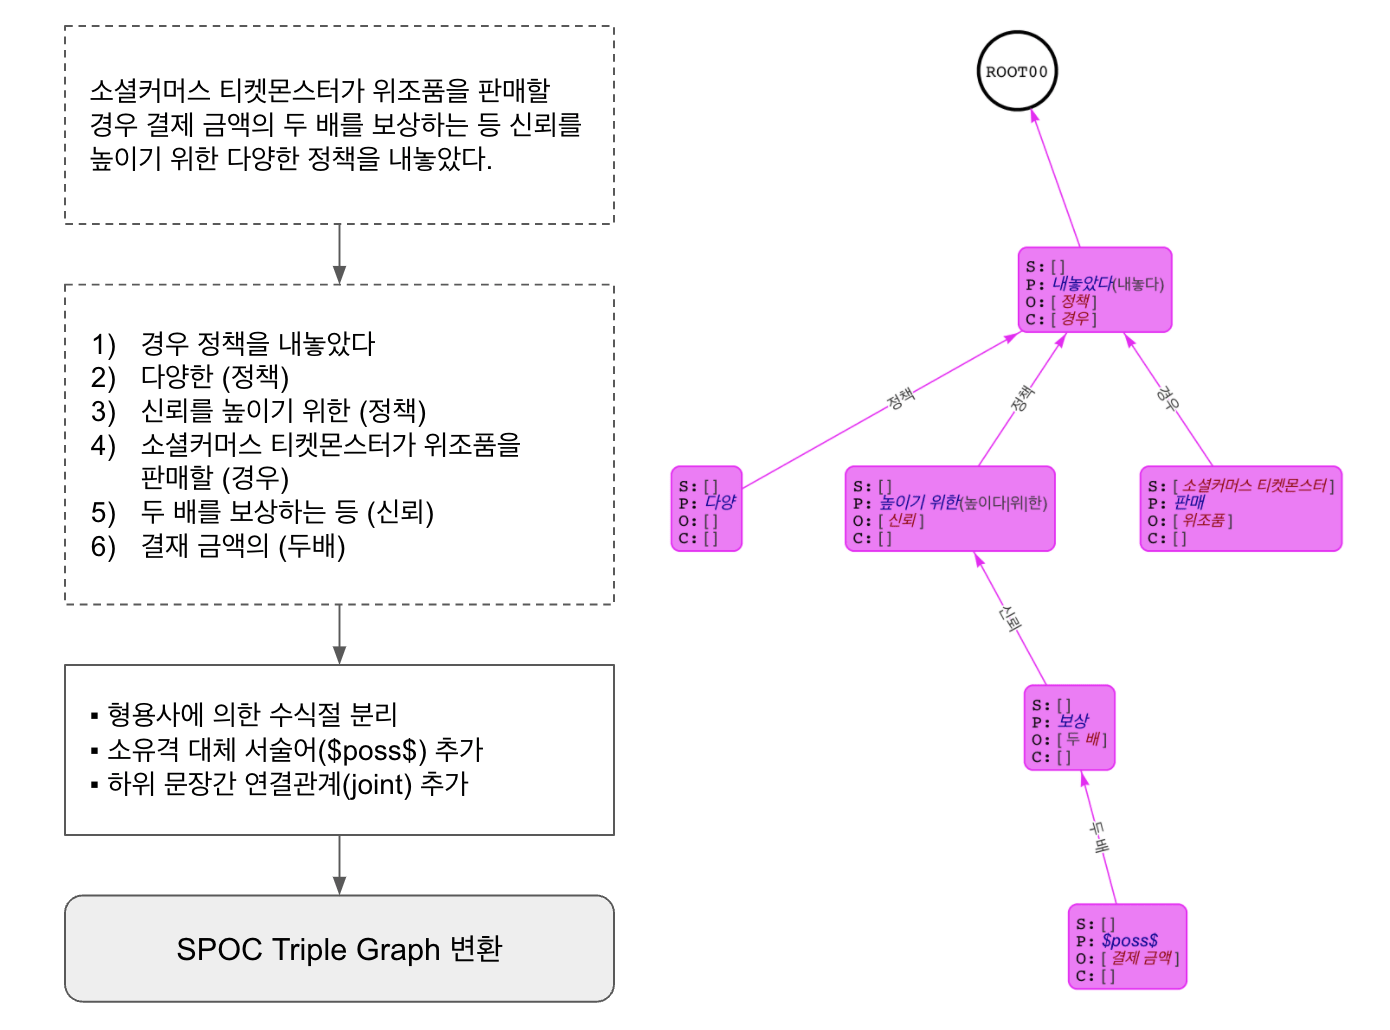 소셜커머스 티켓몬스터가 위조품을 판매할
경우 결제 금액의 두 배를 보상하는 등 신뢰를
높이기 위한 다양한 정책을 내놓았다.
1) 경우 정책을 내놓았다
2) 다양한 (정책)
3) 신뢰를 높이기 위한 (정책)
4) 소셜커머스 티켓몬스터가 위조품을
판매할 (경우)
5) 두 배를 보상하는 등 (신뢰)
6) 결재 금액의 (두배)
▪ 형용사에 의한 수식절 분리
▪ 소유격 대체 서술어($poss$) 추가
▪ 하위 문장간 연결관계(joint) 추가
SPOC Triple Graph 변환
ROOT00
S: []
P: 내놓았다(내놓다)
O: [ 정책 ]
C: [ 경우 ]
정책
정책
경우
S: []
P: 다양
O: []
C: []
S: []
P: 높이기 위한(높이다|위|한)
O: [ 신뢰 ]
C: []
S: [ 소셜커머스 티켓몬스터 ]
P: 판매
O: [ 위조품 ]
C: []
신뢰
S: []
P: 보상
O: [ 두 배 ]
C: []
두 배
S: []
P: $poss$
O: [ 결제 금액 ]
C: []